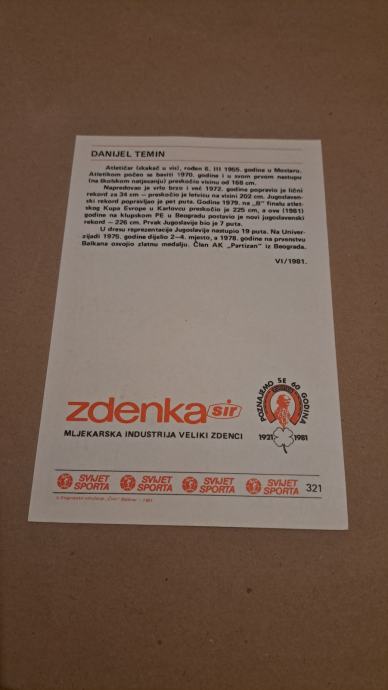 DANIJEL TEMIN
Atletičar (skakač u vis), rođen 6. III 1955. godine u Mostaru.
Atletikom počeo se baviti 1970. godine i u svom prvom nastupu
(na školskom natjecanju) preskočio visinu od 168 cm.
Napredovao je vrlo brzo i već 1972. godine popravio je lični
rekord za 34 cm — preskočio je letvicu na visini 202 cm. Jugoslaven-
ski rekord popravljao je pet puta. Godine 1979. na „B" finalu atlet-
skog Kupa Evrope u Karlovcu preskočio je 225 cm, a ove (1981)
godine na klupskom PE u Beogradu postavio je novi jugoslavenski
rekord — 226 cm. Prvak Jugoslavije bio je 7 puta.
U dresu reprezentacije Jugoslavije nastupio 19 puta. Na Univer-
zijadi 1975. godine dijelio 2—4. mjesto, a 1978. godine na prvenstvu
Balkana osvojio zlatnu medalju. Član AK „Partizan" iz Beograda.
VI/1981.
zdenka sir
MLJEKARSKA INDUSTRIJA VELIKI ZDENCI
POZNAJEMO SE 60 GODINA
1921 1981
SVIJET SPORTA SVIJET SPORTA SVIJET SPORTA SVIJET SPORTA 321